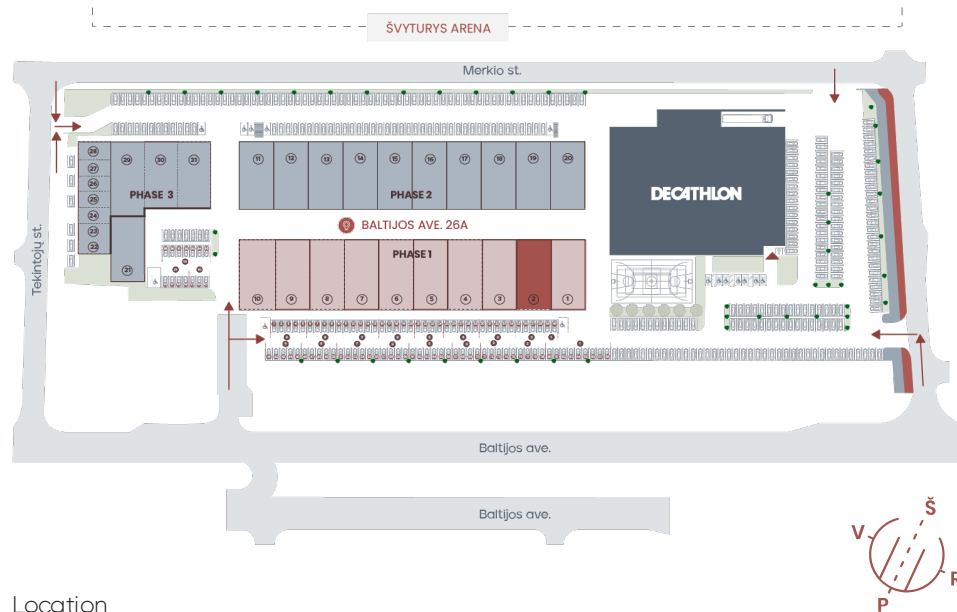 ŠVYTURYS ARENA
Merkio st.
28
27
26
25
24
23
22
29
30
31
PHASE 3
21
11
12
13
14
15
16
17
18
19
20
PHASE 2
BALTIJOS AVE. 26A
PHASE 1
10
9
8
7
6
5
4
3
2
1
DECATHLON
Tekintojų st.
Baltijos ave.
Baltijos ave.
Š
V
R
P
Location